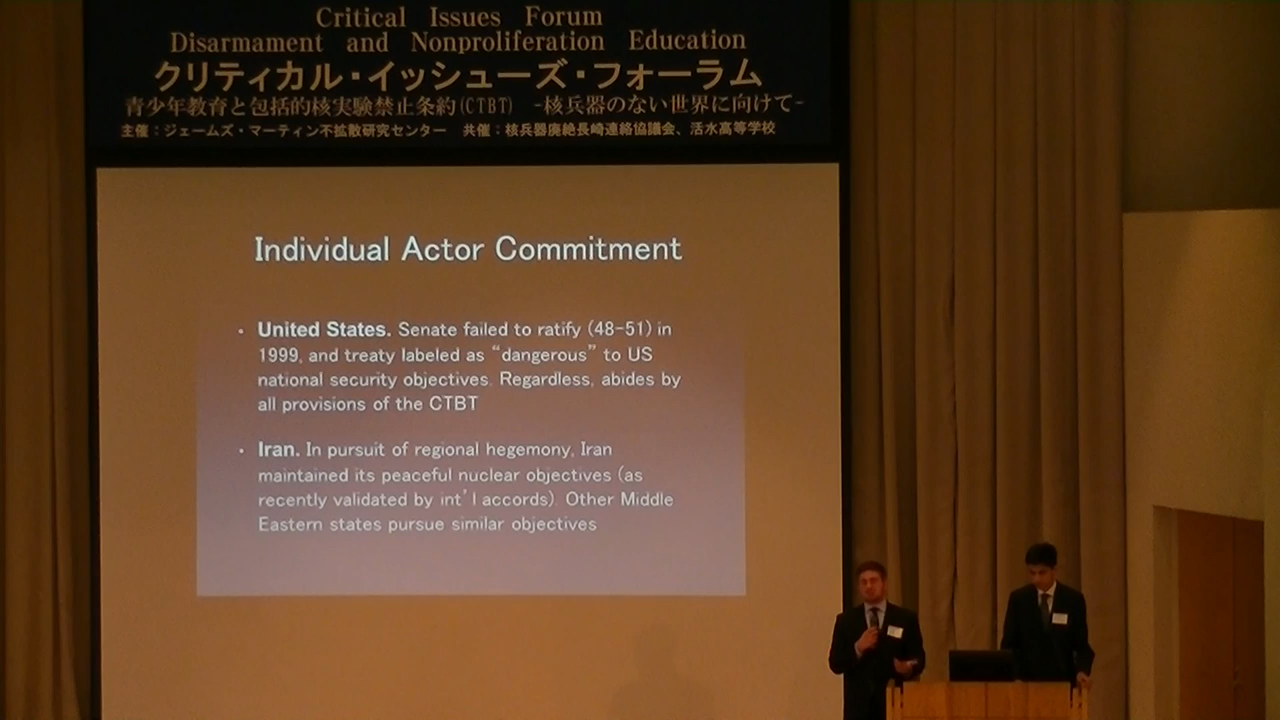 Critical Issues Forum
Disarmament and Nonproliferation Education
クリティカル・イッシューズ・フォーラム
青少年教育と包括的核実験禁止条約(CTBT) -核兵器のない世界に向けて-
主催：ジェームズ・マーティン不拡散研究センター 共催：核兵器廃絶長崎連絡協議会、活水高等学校
Individual Actor Commitment
• United States. Senate failed to ratify (48-51) in
1999, and treaty labeled as “dangerous” to US
national security objectives. Regardless, abides by
all provisions of the CTBT
• Iran. In pursuit of regional hegemony, Iran
maintained its peaceful nuclear objectives (as
recently validated by int’l accords). Other Middle
Eastern states pursue similar objectives